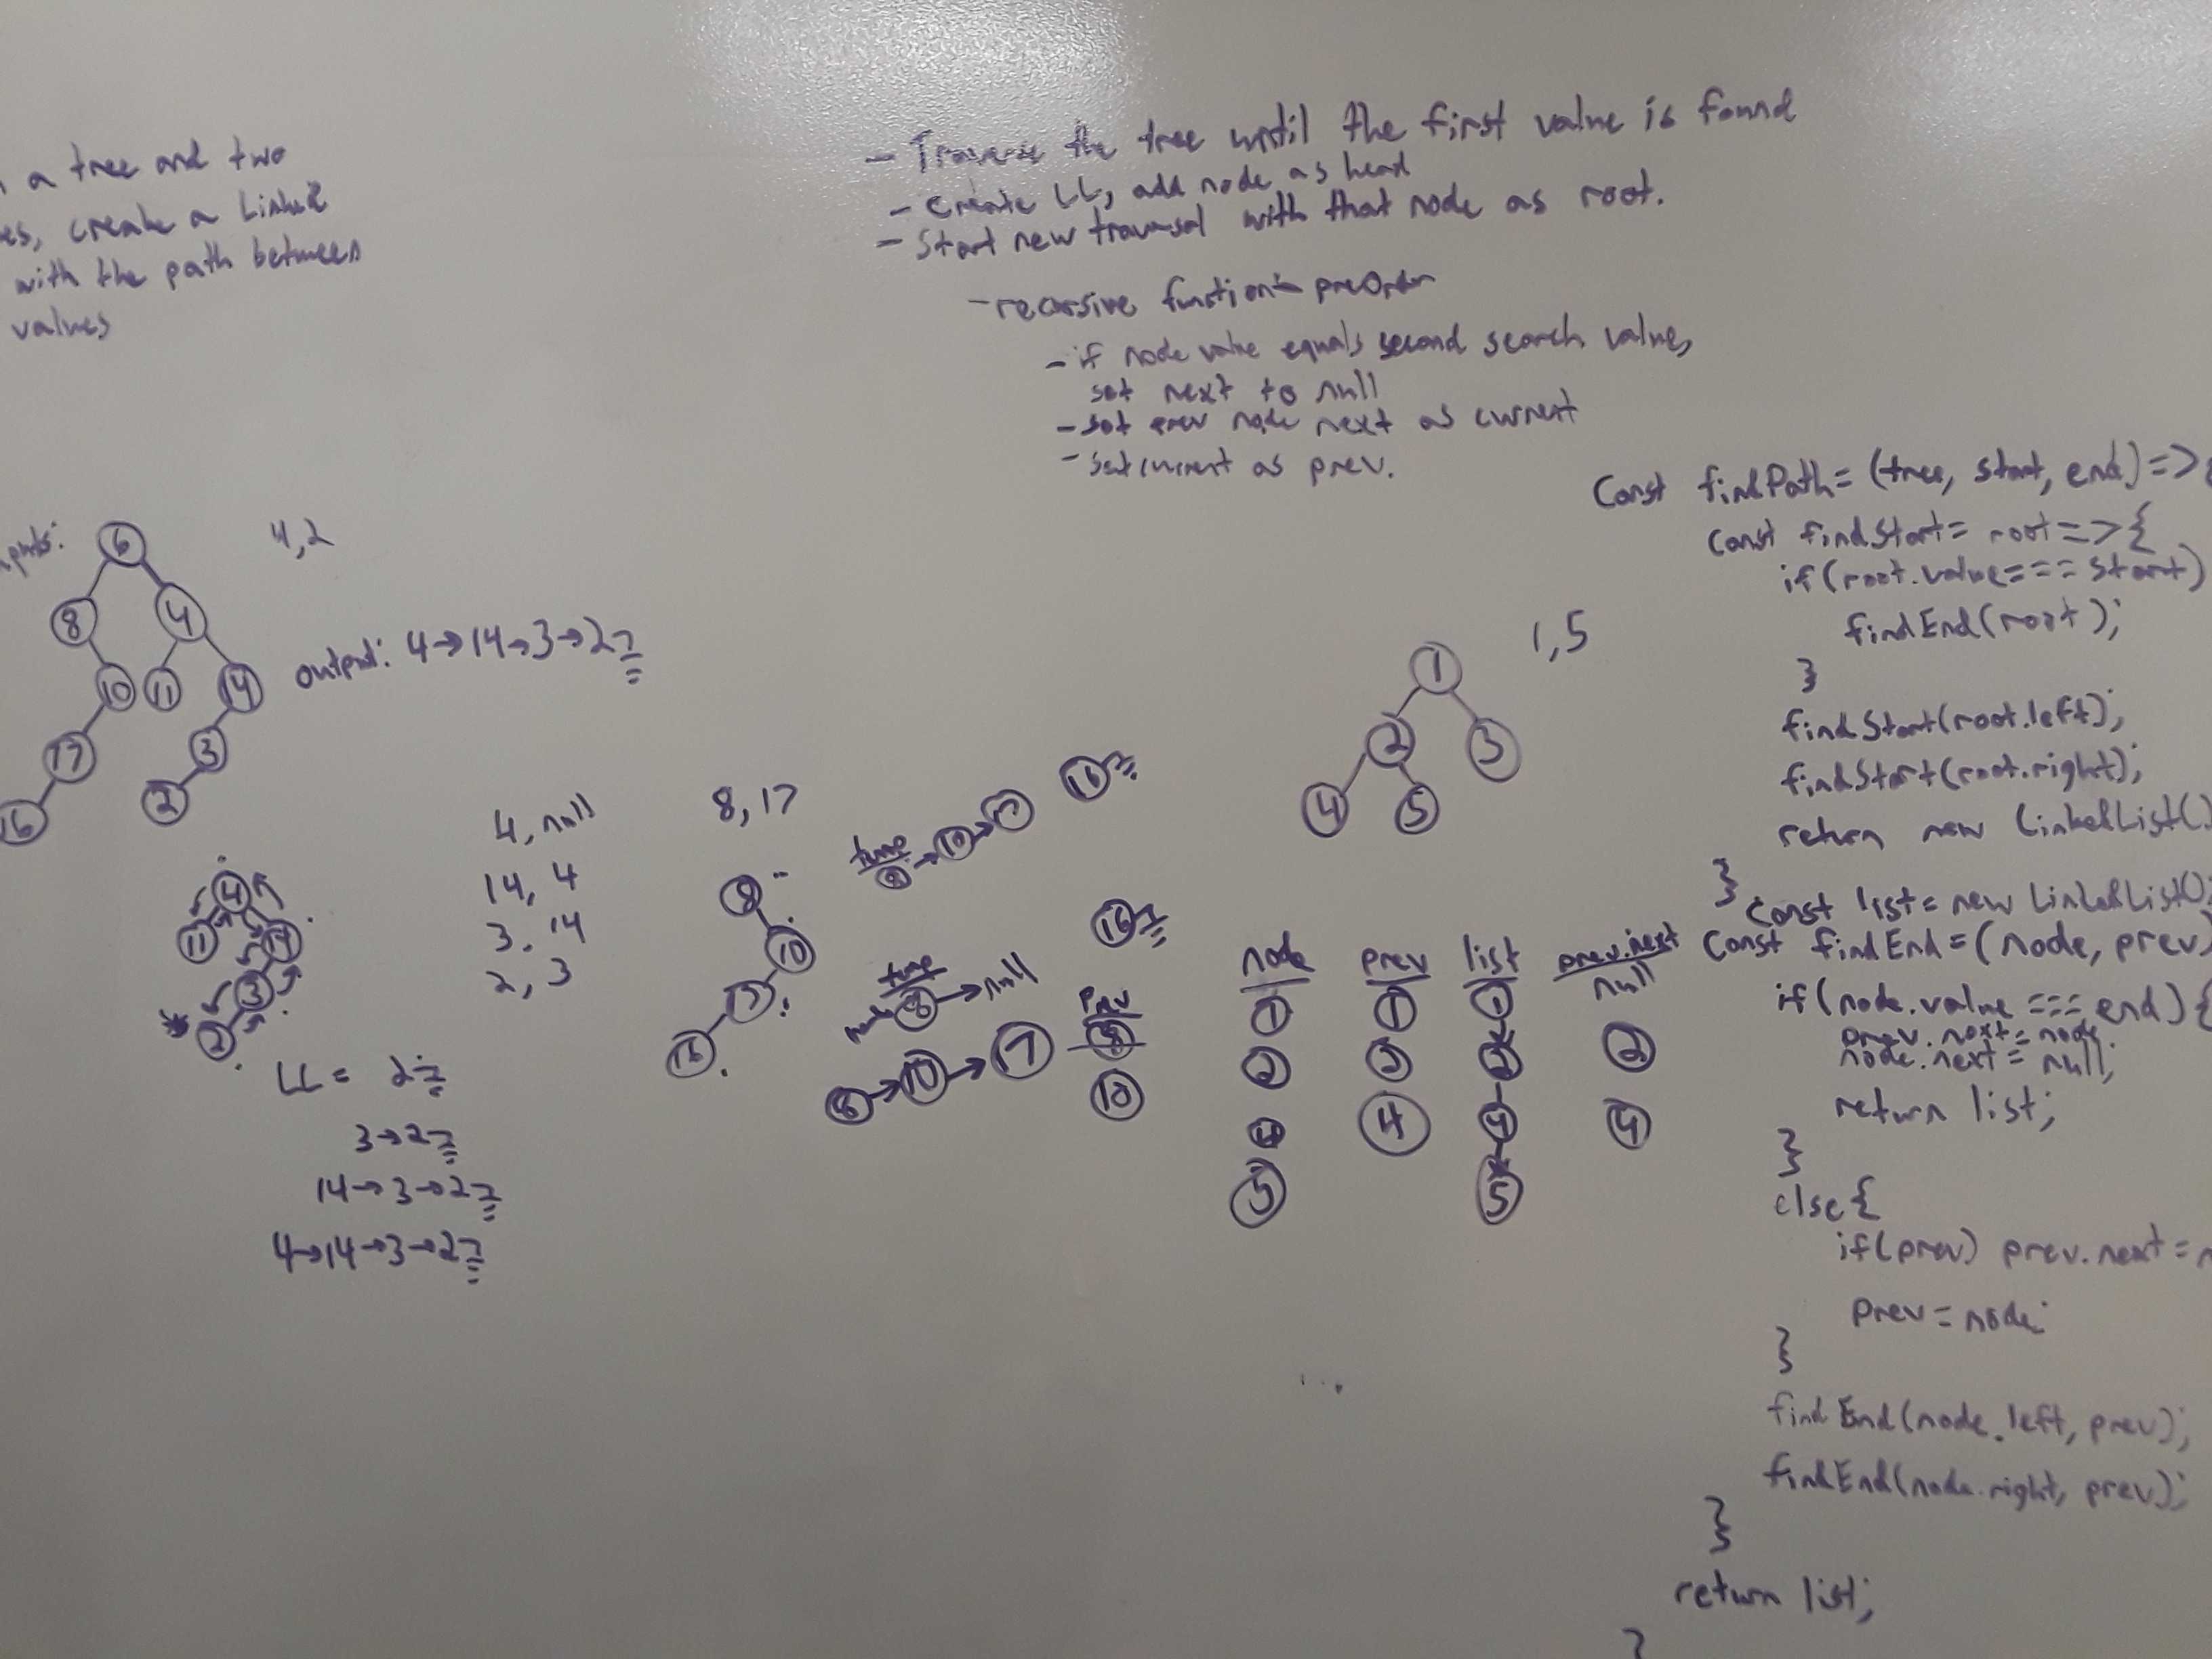 a tree and two
es, create a Linked
with the path between
values
- Traverse the tree until the first value is found
- Create LL, add node as head
- Start new traversal with that node as root.
- recursive function preOrder
- if node value equals second search value,
set next to null
- set prev node next as current
- set current as prev.
puts:
4,2
6
8 4
10 11 14
17 3
16 2
output: 4→14→3→2
4
11 14
3
2
LL = 2
3→2
14→3→2
4→14→3→2
4, null
14, 4
3, 14
2, 3
8, 17
8
10
17
16
16
→null
16
8→10→17
prev
8
10
1,5
1
2 3
4 5
node prev list prev.next
1 1 1 null
2 2 2 2
4 4 4 4
5 5
Const findPath = (tree, start, end) => {
Const findStart = root => {
if(root.value === start)
findEnd(root);
}
findStart(root.left);
findStart(root.right);
return new LinkedList()
}
Const list = new LinkedList();
Const findEnd = (node, prev)
if(node.value === end) {
prev.next = node
node.next = null;
return list;
}
else {
if(prev) prev.next = n
prev = node
}
findEnd(node.left, prev);
findEnd(node.right, prev);
}
return list;
}